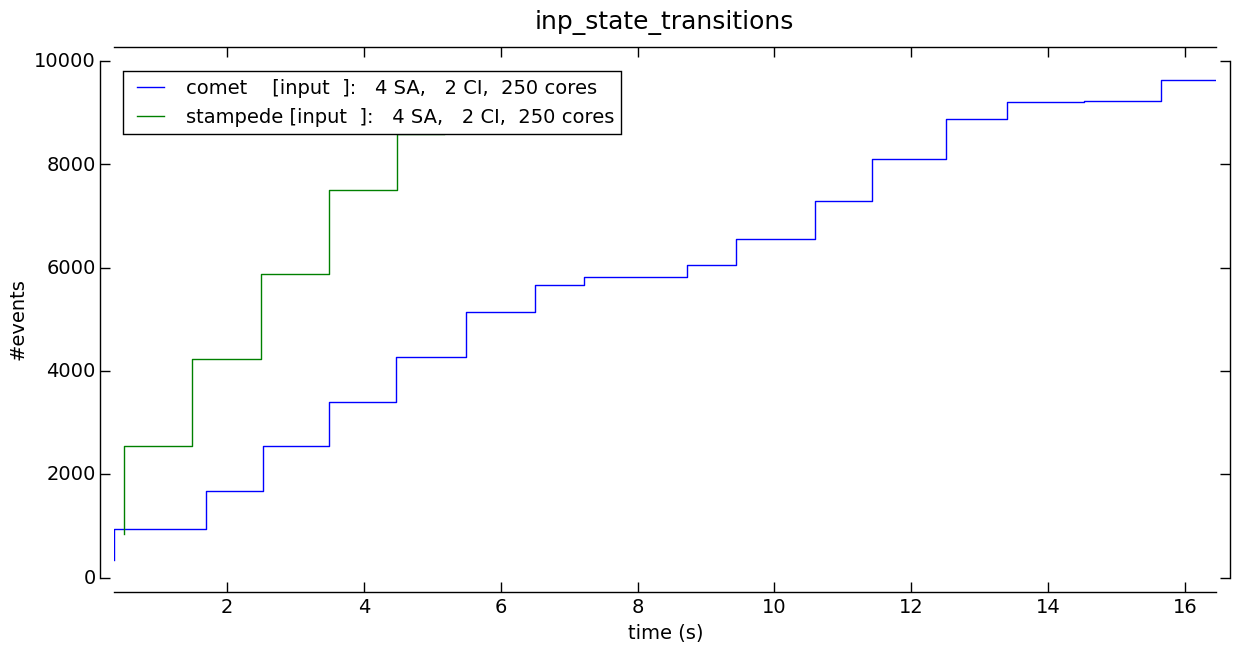 inp_state_transitions
10000
8000
6000
4000
2000
0
#events
comet    [input  ]:   4 SA,   2 CI,  250 cores
stampede [input  ]:   4 SA,   2 CI,  250 cores
2 4 6 8 10 12 14 16
time (s)